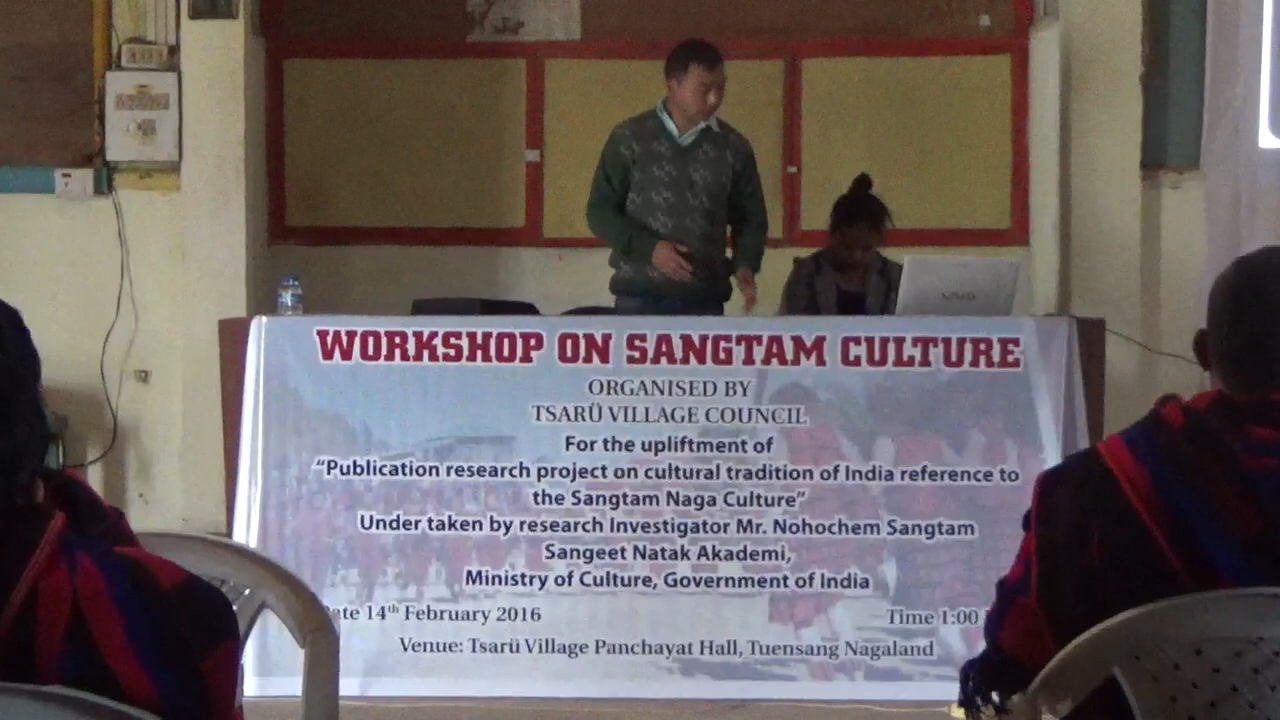 WORKSHOP ON SANGTAM CULTURE
ORGANISED BY
TSARÜ VILLAGE COUNCIL
For the upliftment of
“Publication research project on cultural tradition of India reference to
the Sangtam Naga Culture”
Under taken by research Investigator Mr. Nohochem Sangtam
Sangeet Natak Akademi,
Ministry of Culture, Government of India
14th February 2016 Time 1:00
Venue: Tsarü Village Panchayat Hall, Tuensang Nagaland